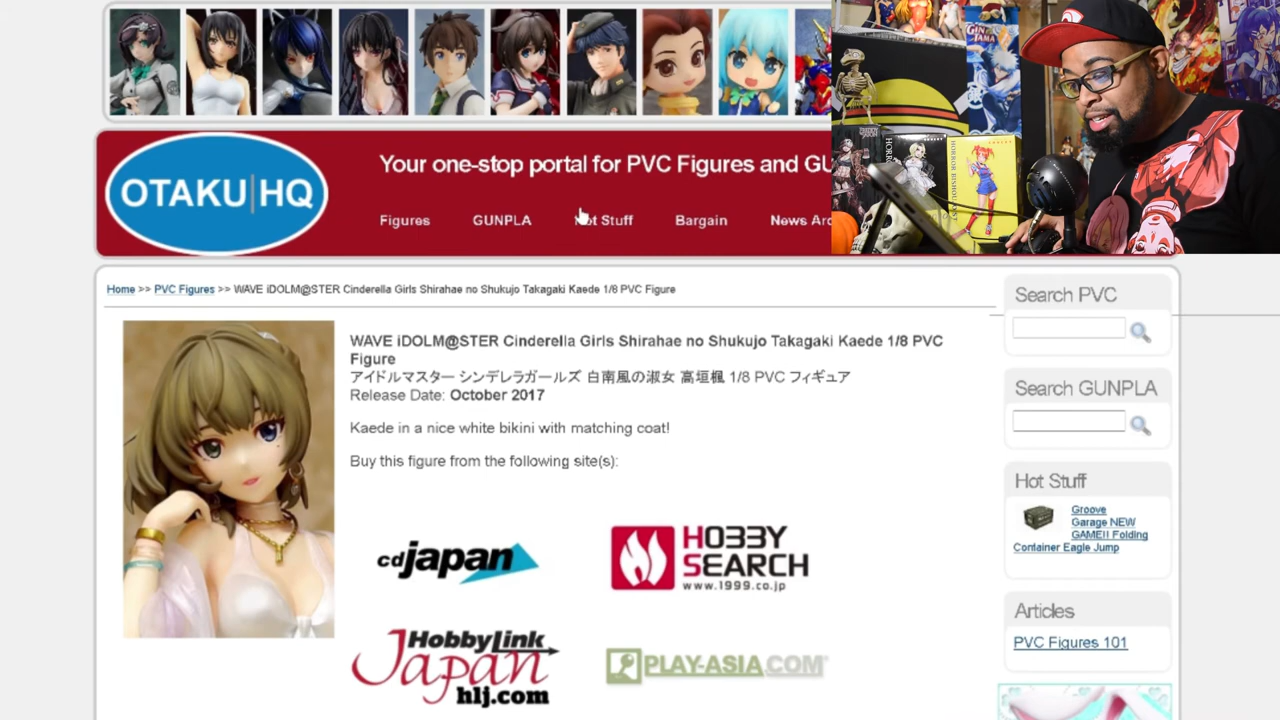 OTAKU|HQ
Your one-stop portal for PVC Figures and GU
Figures
GUNPLA
Hot Stuff
Bargain
News Arc
GINTAMA
HORROR BISHOUJO
Home >> PVC Figures >> WAVE iDOLM@STER Cinderella Girls Shirahae no Shukujo Takagaki Kaede 1/8 PVC Figure
WAVE iDOLM@STER Cinderella Girls Shirahae no Shukujo Takagaki Kaede 1/8 PVC
Figure
アイドルマスター シンデレラガールズ 白南風の淑女 高垣楓 1/8 PVC フィギュア
Release Date: October 2017
Kaede in a nice white bikini with matching coat!
Buy this figure from the following site(s):
cdjapan
HOBBY
SEARCH
www.1999.co.jp
HobbyLink
Japan
hlj.com
PLAY-ASIA.COM
Search PVC
Search GUNPLA
Hot Stuff
Groove
Garage NEW
GAME!! Folding
Container Eagle Jump
Articles
PVC Figures 101